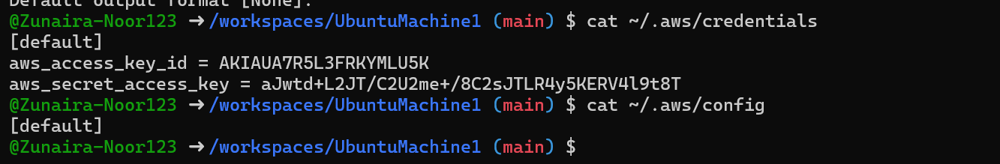 Default output format [None]:
@Zunaira-Noor123 ➜ /workspaces/UbuntuMachine1 (main) $ cat ~/.aws/credentials
[default]
aws_access_key_id = AKIAUA7R5L3FRKYMLU5K
aws_secret_access_key = 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
@Zunaira-Noor123 ➜ /workspaces/UbuntuMachine1 (main) $ cat ~/.aws/config
[default]
@Zunaira-Noor123 ➜ /workspaces/UbuntuMachine1 (main) $